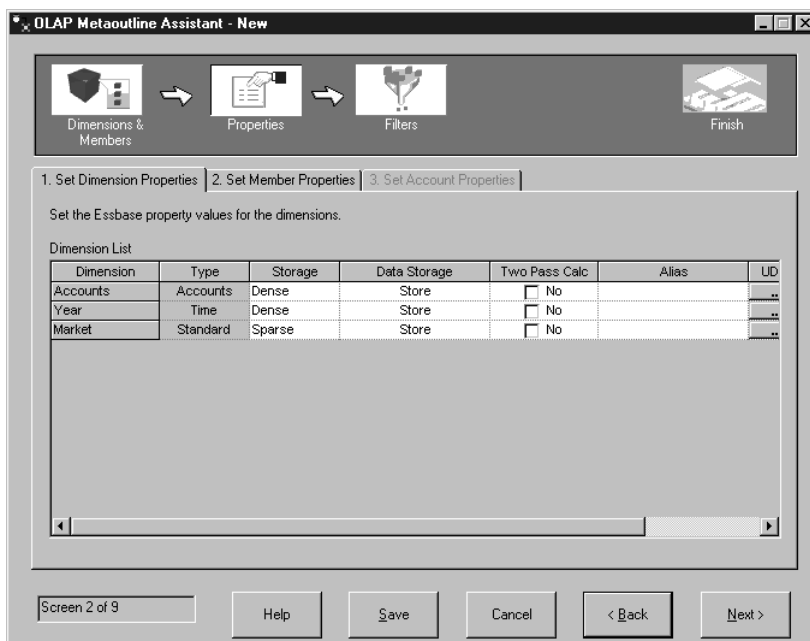 OLAP Metaoutline Assistant - New
Dimensions & Members
Properties
Filters
Finish
1. Set Dimension Properties 2. Set Member Properties 3. Set Account Properties
Set the Essbase property values for the dimensions.
Dimension List
Dimension Type Storage Data Storage Two Pass Calc Alias UD
Accounts Accounts Dense Store No ..
Year Time Dense Store No ..
Market Standard Sparse Store No ..
Screen 2 of 9 Help Save Cancel < Back Next >